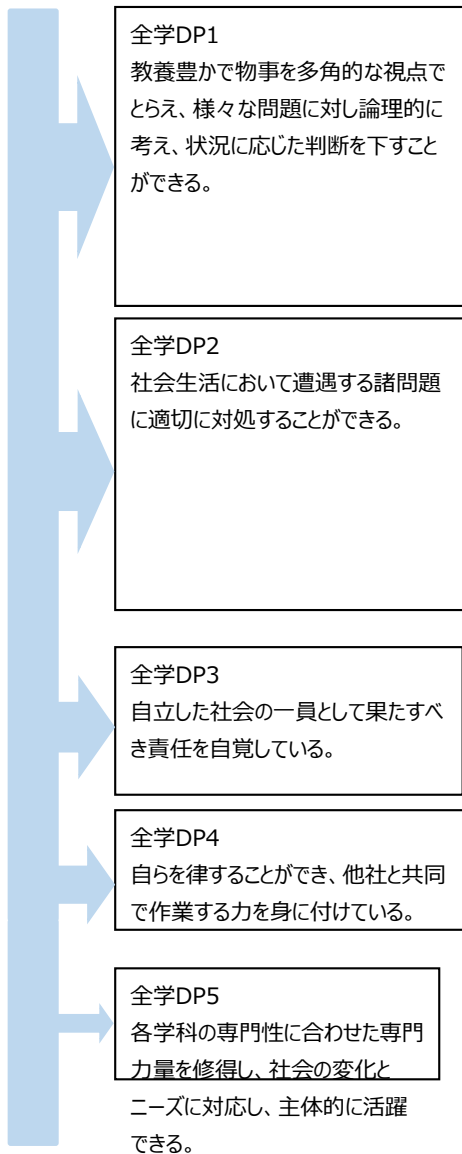 全学DP1
教養豊かで物事を多角的な視点で
とらえ、様々な問題に対し論理的に
考え、状況に応じた判断を下すこと
ができる。
全学DP2
社会生活において遭遇する諸問題
に適切に対処することができる。
全学DP3
自立した社会の一員として果たすべ
き責任を自覚している。
全学DP4
自らを律することができ、他社と共同
で作業する力を身に付けている。
全学DP5
各学科の専門性に合わせた専門
力量を修得し、社会の変化と
ニーズに対応し、主体的に活躍
できる。